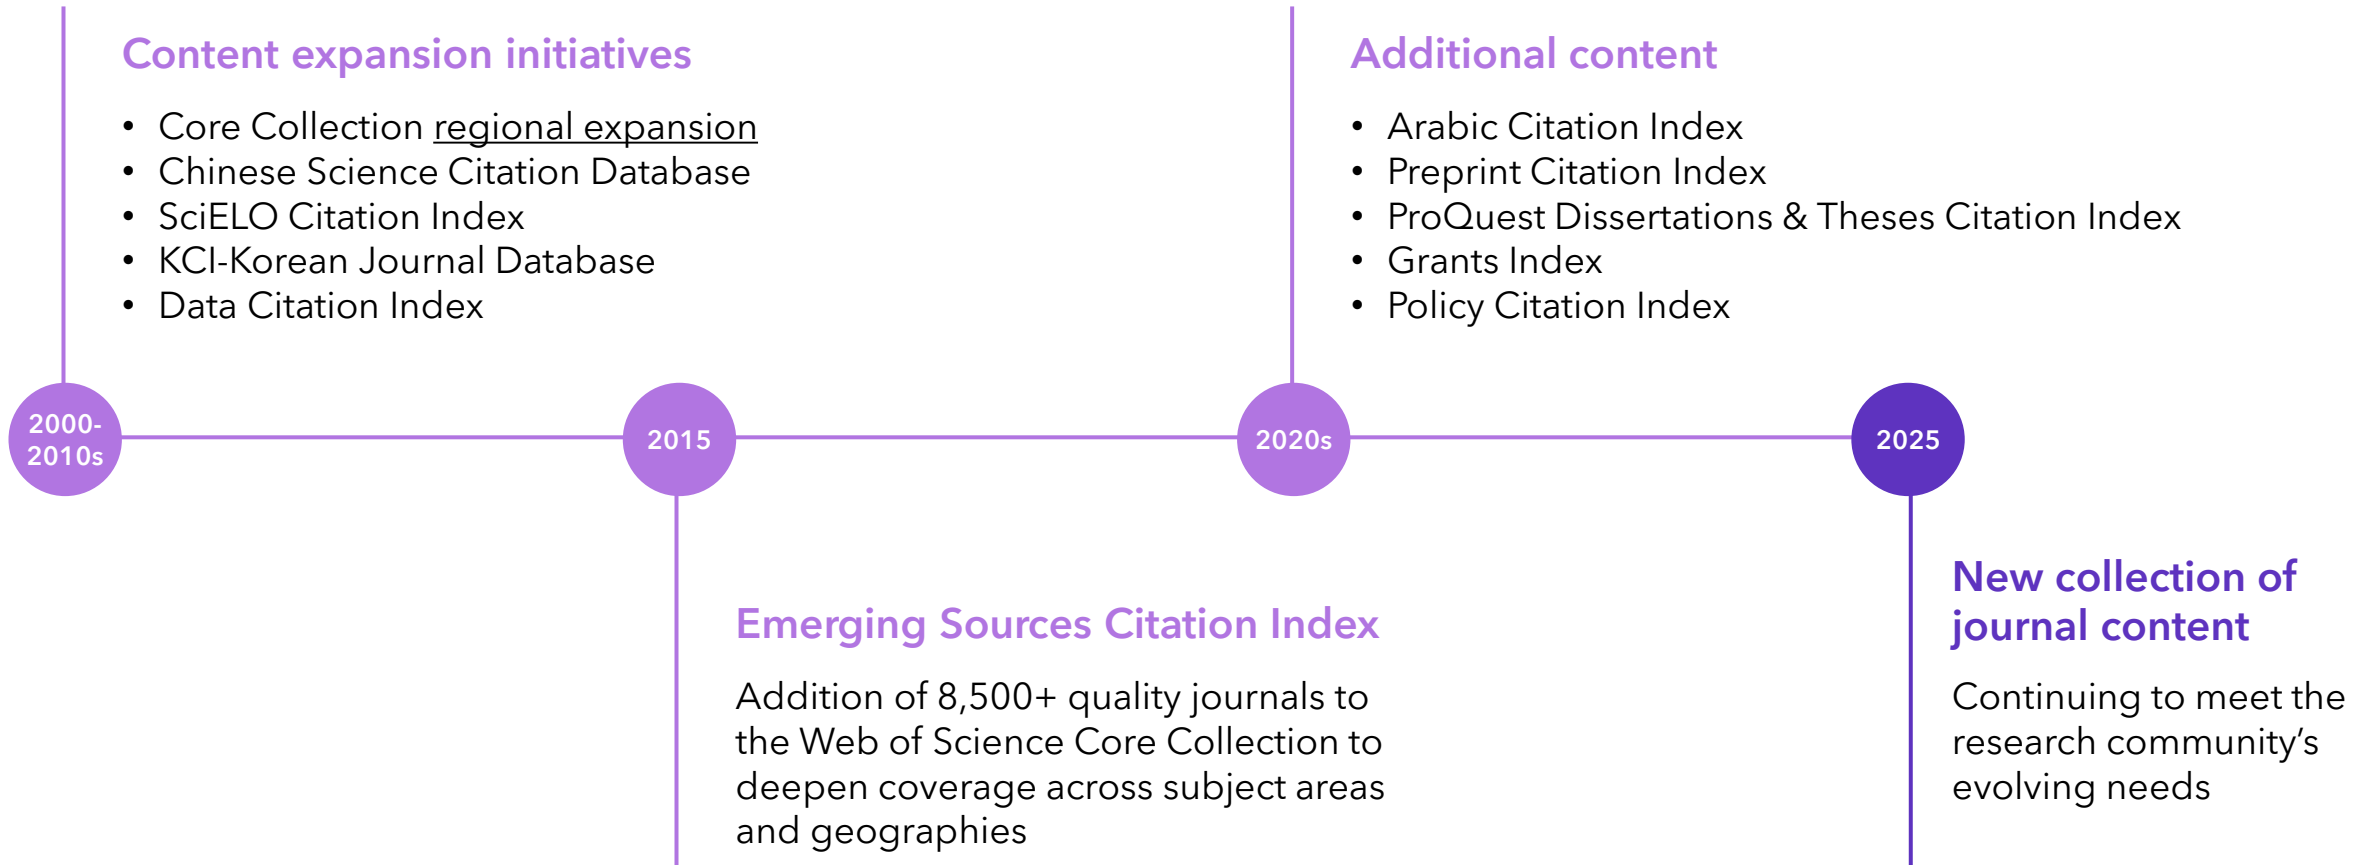 Content expansion initiatives
• Core Collection regional expansion
• Chinese Science Citation Database
• SciELO Citation Index
• KCI-Korean Journal Database
• Data Citation Index
Additional content
• Arabic Citation Index
• Preprint Citation Index
• ProQuest Dissertations & Theses Citation Index
• Grants Index
• Policy Citation Index
2000-
2010s
2015
2020s
2025
Emerging Sources Citation Index
Addition of 8,500+ quality journals to
the Web of Science Core Collection to
deepen coverage across subject areas
and geographies
New collection of
journal content
Continuing to meet the
research community’s
evolving needs